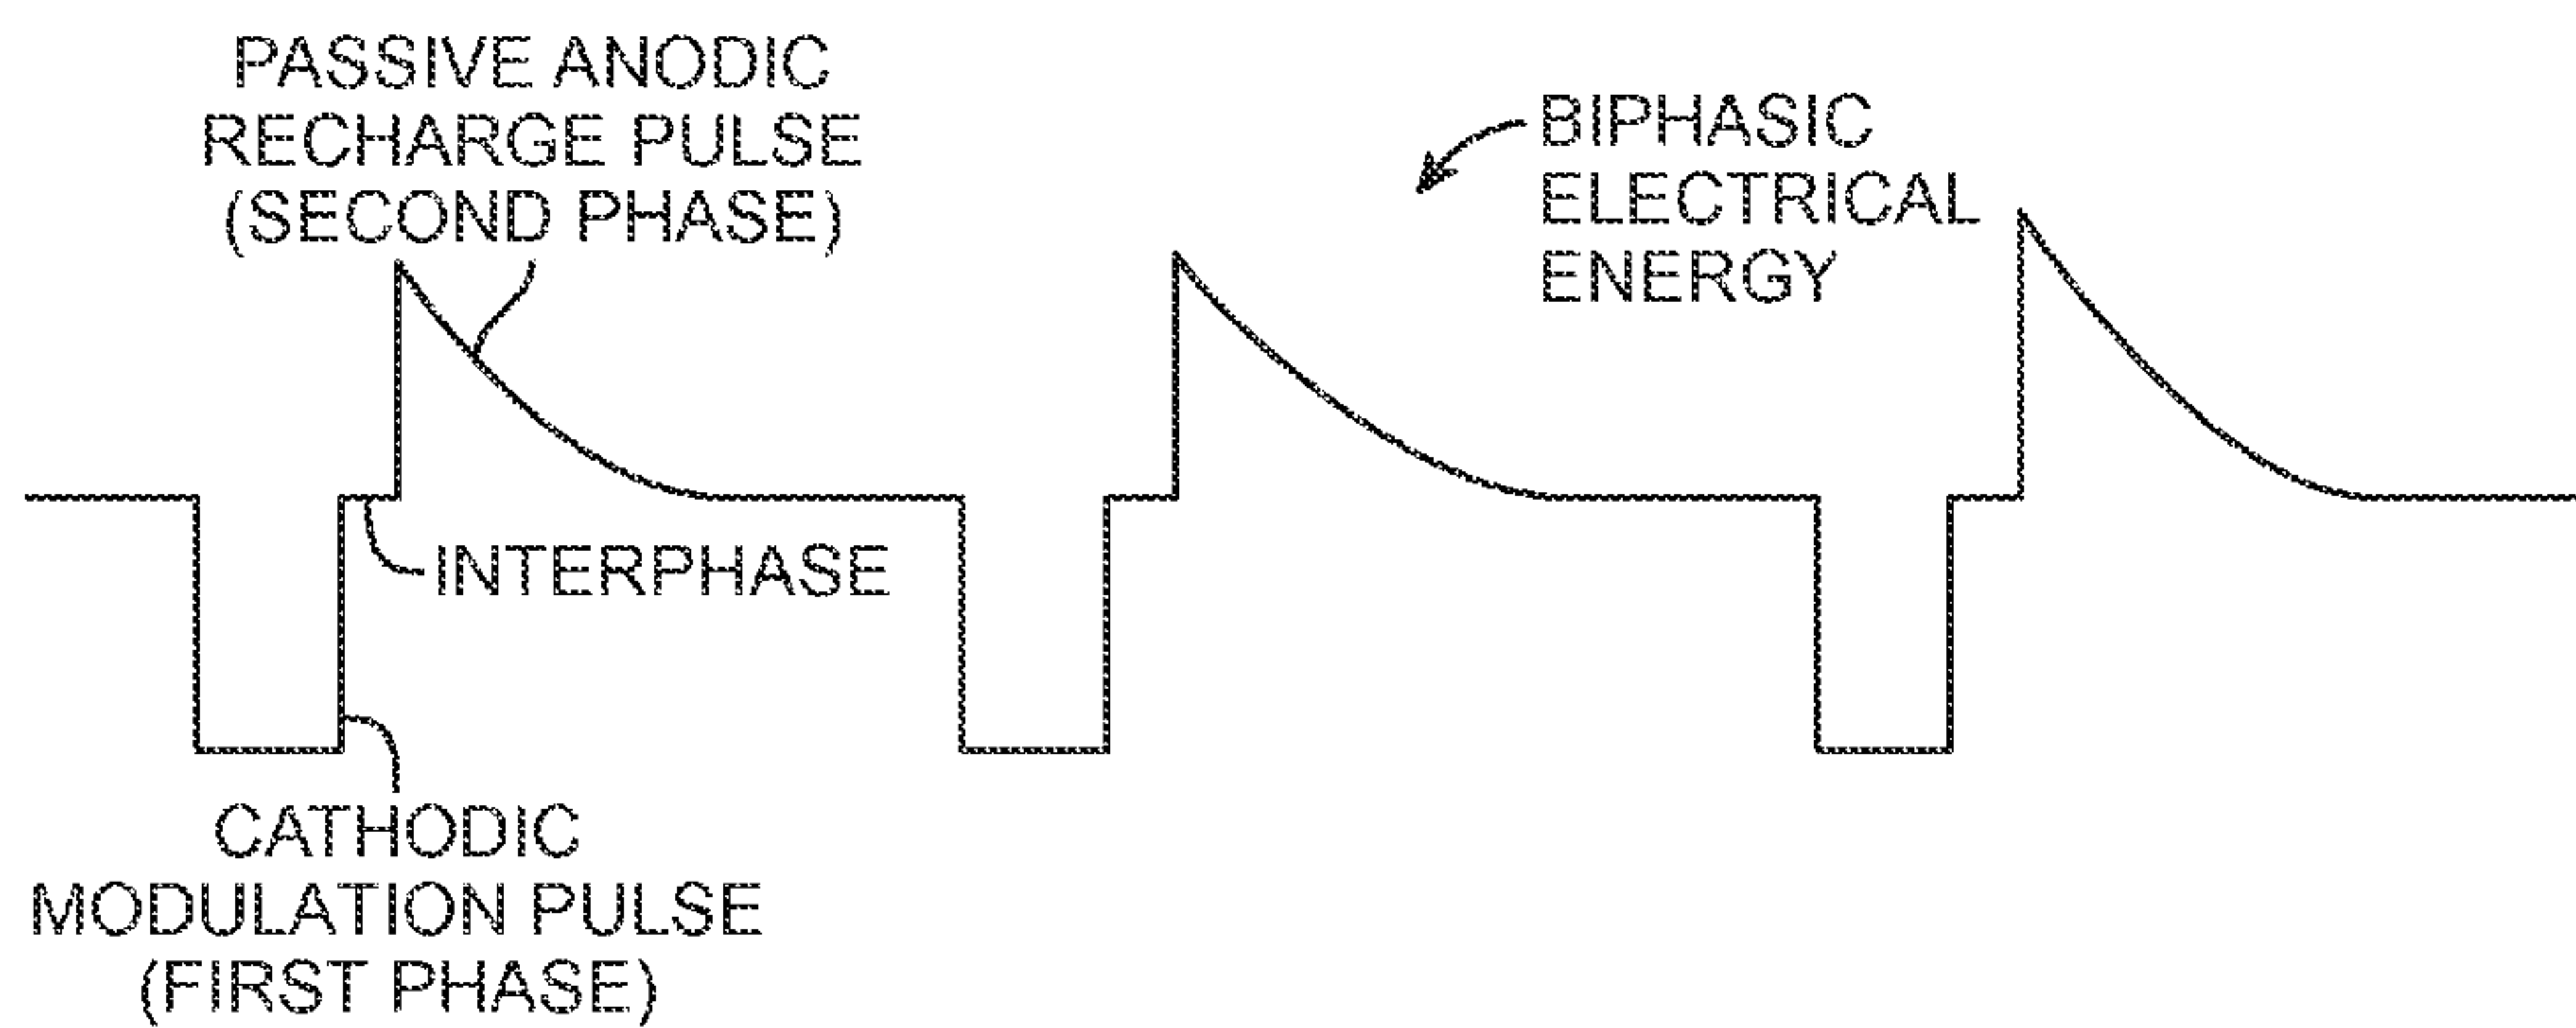 PASSIVE ANODIC
RECHARGE PULSE
(SECOND PHASE)
BIPHASIC
ELECTRICAL
ENERGY
INTERPHASE
CATHODIC
MODULATION PULSE
(FIRST PHASE)